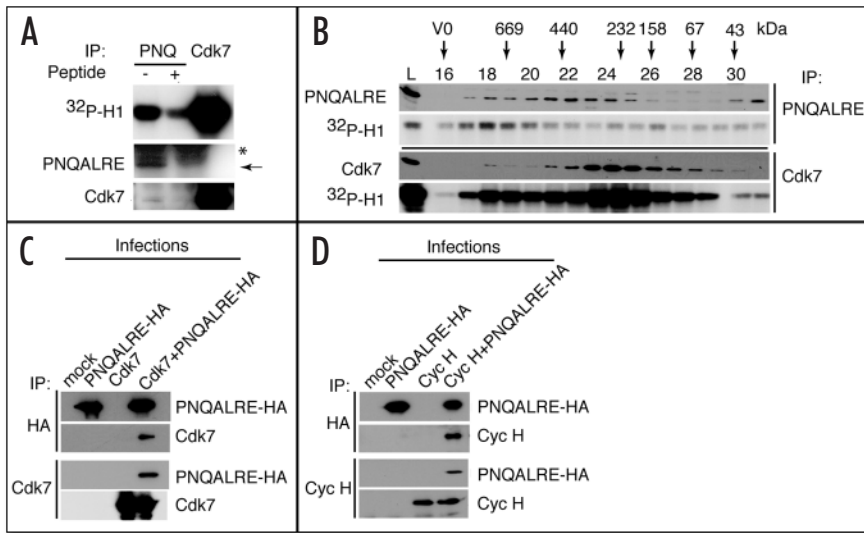 A
IP: PNQ Cdk7
Peptide - +
32P-H1
*
PNQALRE
Cdk7
B
V0 669 440 232 158 67 43 kDa
L 16 18 20 22 24 26 28 30 IP:
PNQALRE
32P-H1
PNQALRE
Cdk7
32P-H1
Cdk7
C
Infections
mock
PNQALRE-HA
Cdk7
Cdk7+PNQALRE-HA
IP:
HA
PNQALRE-HA
Cdk7
Cdk7
PNQALRE-HA
Cdk7
D
Infections
mock
PNQALRE-HA
Cyc H
Cyc H+PNQALRE-HA
IP:
HA
PNQALRE-HA
Cyc H
Cyc H
PNQALRE-HA
Cyc H